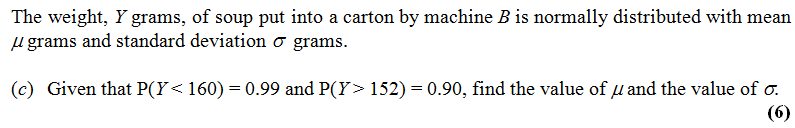 The weight, Y grams, of soup put into a carton by machine B is normally distributed with mean
μ grams and standard deviation σ grams.
(c) Given that P(Y < 160) = 0.99 and P(Y > 152) = 0.90, find the value of μ and the value of σ.
(6)